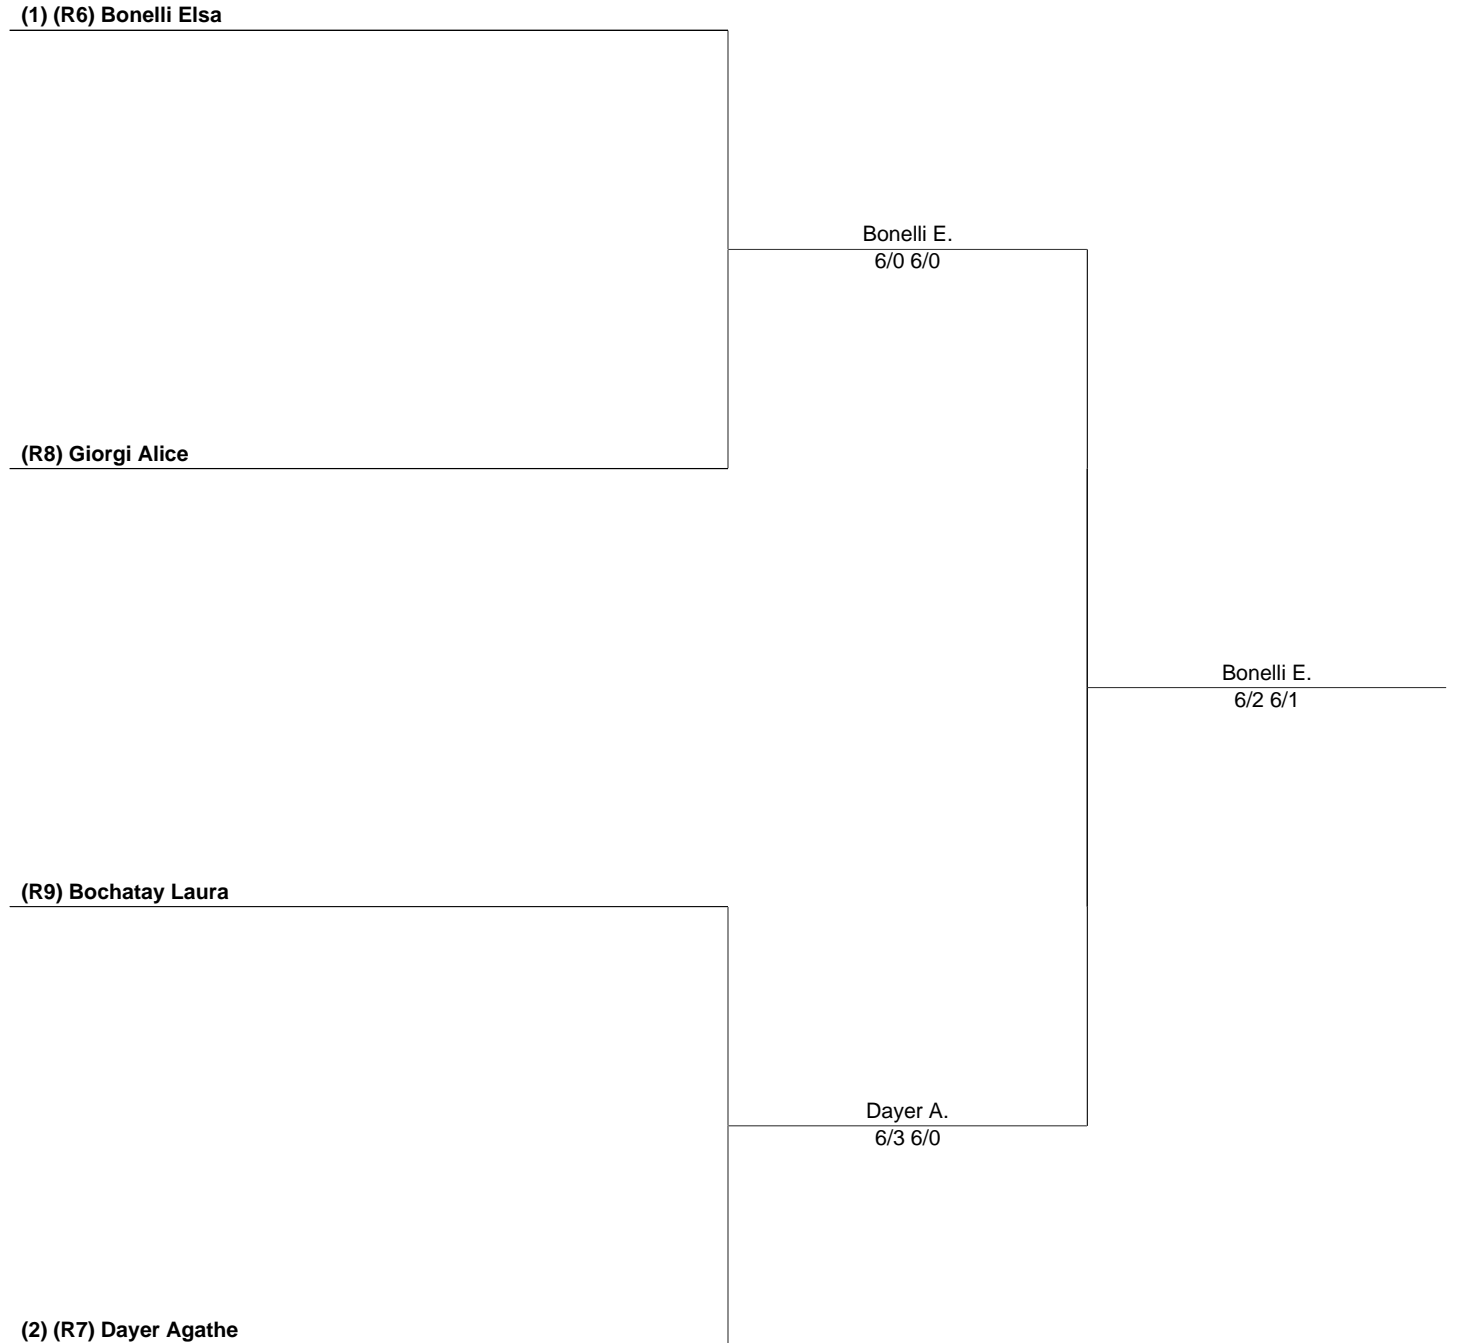 (1) (R6) Bonelli Elsa
Bonelli E.
6/0 6/0
(R8) Giorgi Alice
Bonelli E.
6/2 6/1
(R9) Bochatay Laura
Dayer A.
6/3 6/0
(2) (R7) Dayer Agathe